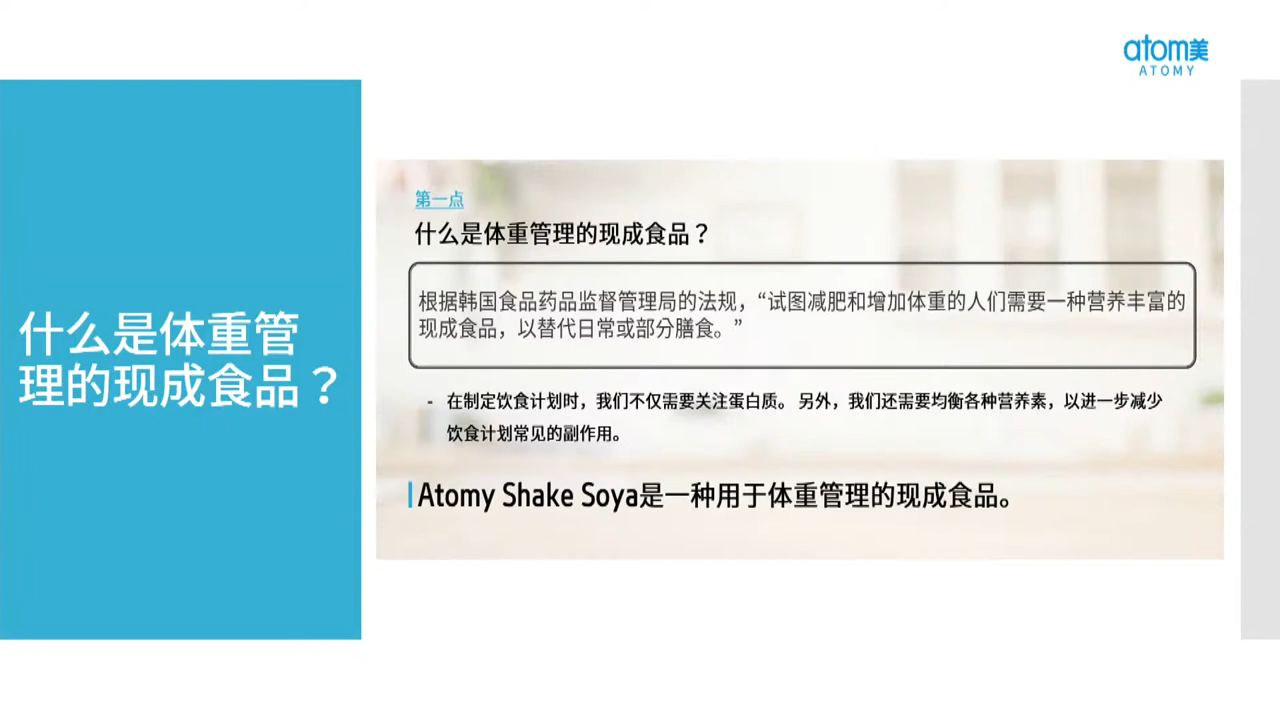 atom美
ATOMY
什么是体重管
理的现成食品？
第一点
什么是体重管理的现成食品？
根据韩国食品药品监督管理局的法规，“试图减肥和增加体重的人们需要一种营养丰富的
现成食品，以替代日常或部分膳食。”
- 在制定饮食计划时，我们不仅需要关注蛋白质。 另外，我们还需要均衡各种营养素，以进一步减少
饮食计划常见的副作用。
Atomy Shake Soya是一种用于体重管理的现成食品。